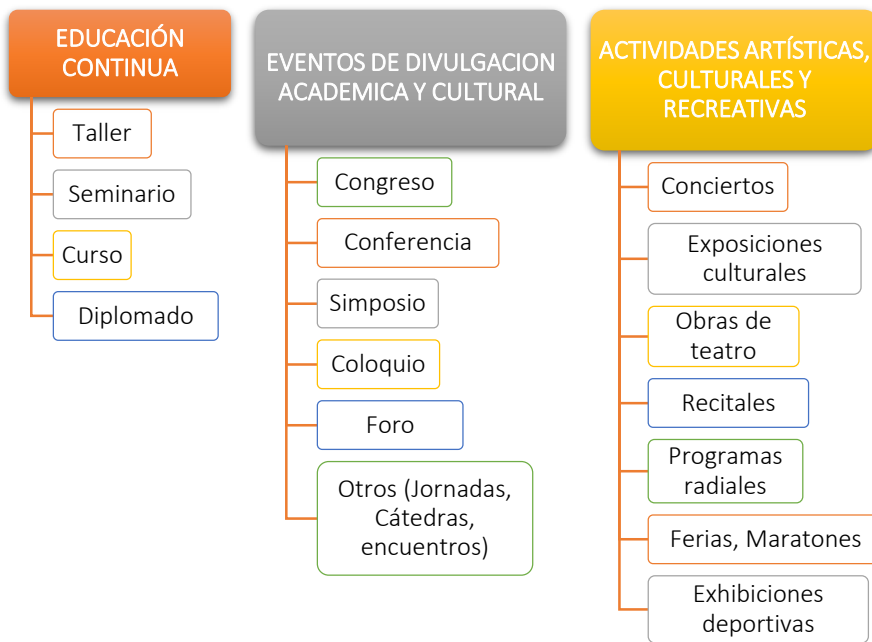 EDUCACIÓN
CONTINUA
Taller
Seminario
Curso
Diplomado
EVENTOS DE DIVULGACION
ACADEMICA Y CULTURAL
Congreso
Conferencia
Simposio
Coloquio
Foro
Otros (Jornadas,
Cátedras,
encuentros)
ACTIVIDADES ARTÍSTICAS,
CULTURALES Y
RECREATIVAS
Conciertos
Exposiciones
culturales
Obras de
teatro
Recitales
Programas
radiales
Ferias, Maratones
Exhibiciones
deportivas